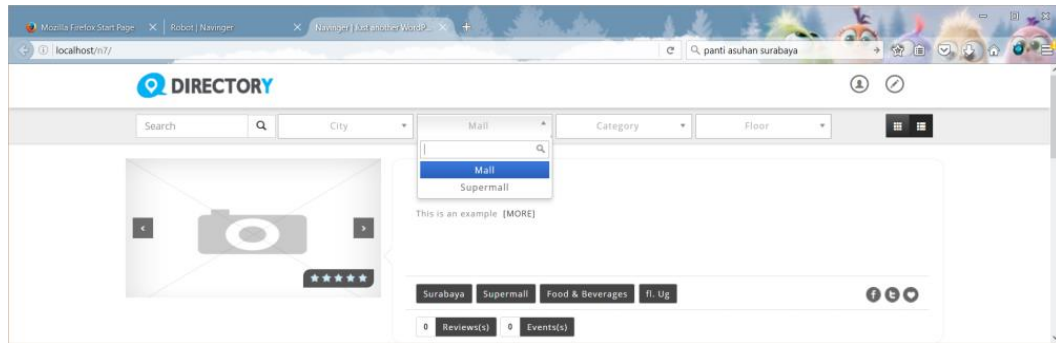 Mozilla Firefox Start Page
Robot | Navinger
Navinger | Just another WordP...
localhost/n7/
panti asuhan surabaya
DIRECTORY
Search
City
Mall
Category
Floor
Mall
Supermall
This is an example [MORE]
Surabaya
Supermall
Food & Beverages
fl. Ug
0 Reviews(s)
0 Events(s)